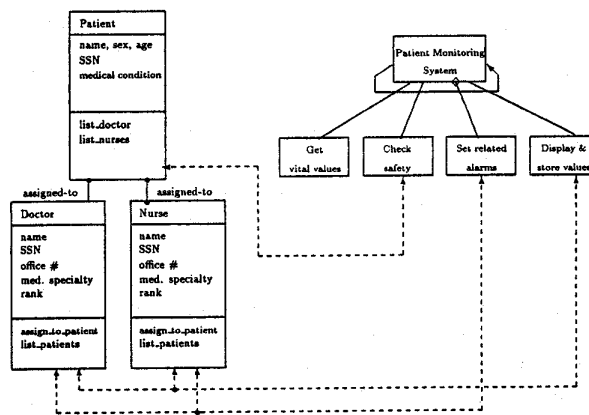 Patient
name, sex, age
SSN
medical condition
list_doctor
list_nurses
Patient Monitoring
System
Get
vital values
Check
safety
Set related
alarms
Display &
store values
assigned-to
assigned-to
Doctor
name
SSN
office #
med. specialty
rank
assign_to_patient
list_patients
Nurse
name
SSN
office #
med. specialty
rank
assign_to_patient
list_patients